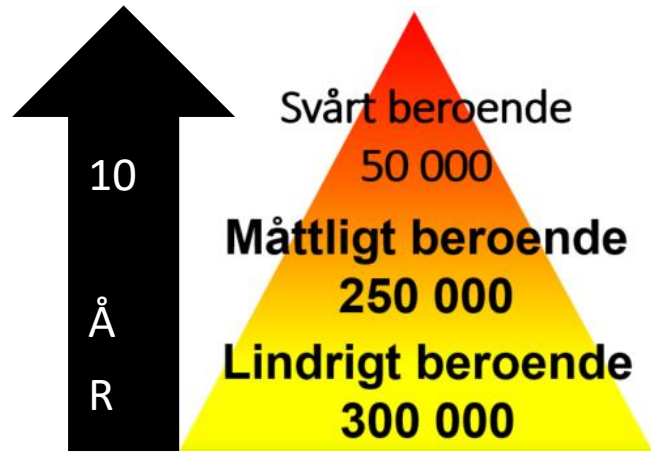 10
Å
R
Svårt beroende
50 000
Måttligt beroende
250 000
Lindrigt beroende
300 000